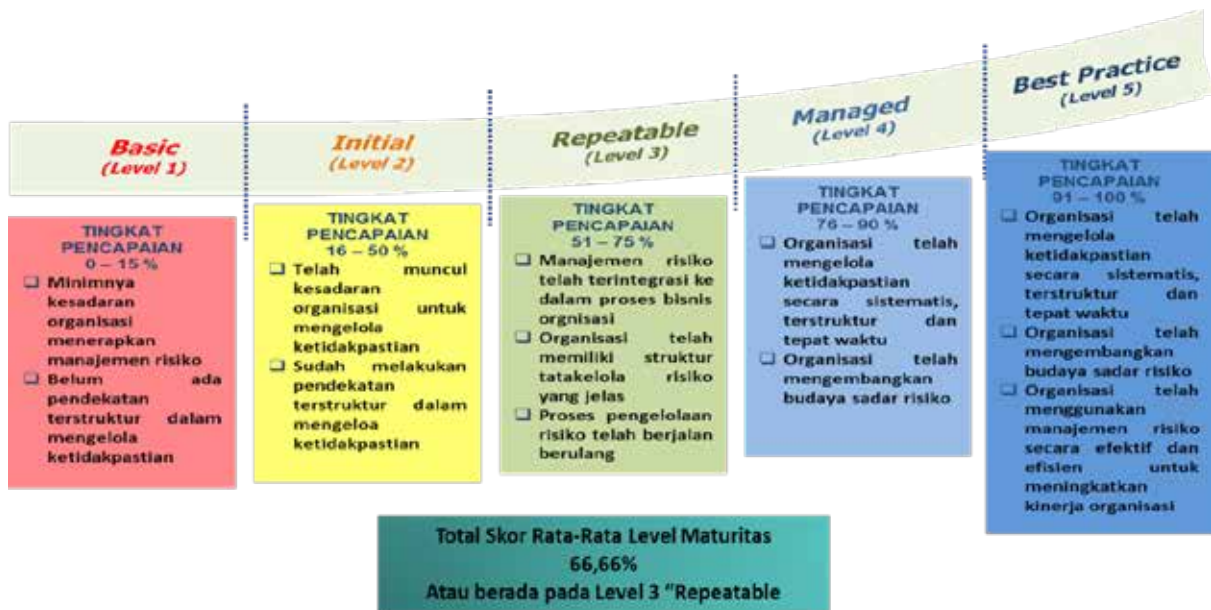 Basic
(Level 1)
Initial
(Level 2)
Repeatable
(Level 3)
Managed
(Level 4)
Best Practice
(Level 5)
TINGKAT
PENCAPAIAN
0 – 15 %
Minimnya
kesadaran
organisasi
menerapkan
manajemen risiko
Belum ada
pendekatan
terstruktur dalam
mengelola
ketidakpastian
TINGKAT
PENCAPAIAN
16 – 50 %
Telah muncul
kesadaran
organisasi untuk
mengelola
ketidakpastian
Sudah melakukan
pendekatan
terstruktur dalam
mengeloa
ketidakpastian
TINGKAT
PENCAPAIAN
51 – 75 %
Manajemen risiko
telah terintegrasi ke
dalam proses bisnis
orgnisasi
Organisasi telah
memiliki struktur
tatakelola risiko
yang jelas
Proses pengelolaan
risiko telah berjalan
berulang
TINGKAT
PENCAPAIAN
76 – 90 %
Organisasi telah
mengelola
ketidakpastian
secara sistematis,
terstruktur dan
tepat waktu
Organisasi telah
mengembangkan
budaya sadar risiko
TINGKAT
PENCAPAIAN
91 – 100 %
Organisasi telah
mengelola
ketidakpastian
secara sistematis,
terstruktur dan
tepat waktu
Organisasi telah
mengembangkan
budaya sadar risiko
Organisasi telah
menggunakan
manajemen risiko
secara efektif dan
efisien untuk
meningkatkan
kinerja organisasi
Total Skor Rata-Rata Level Maturitas
66,66%
Atau berada pada Level 3 "Repeatable